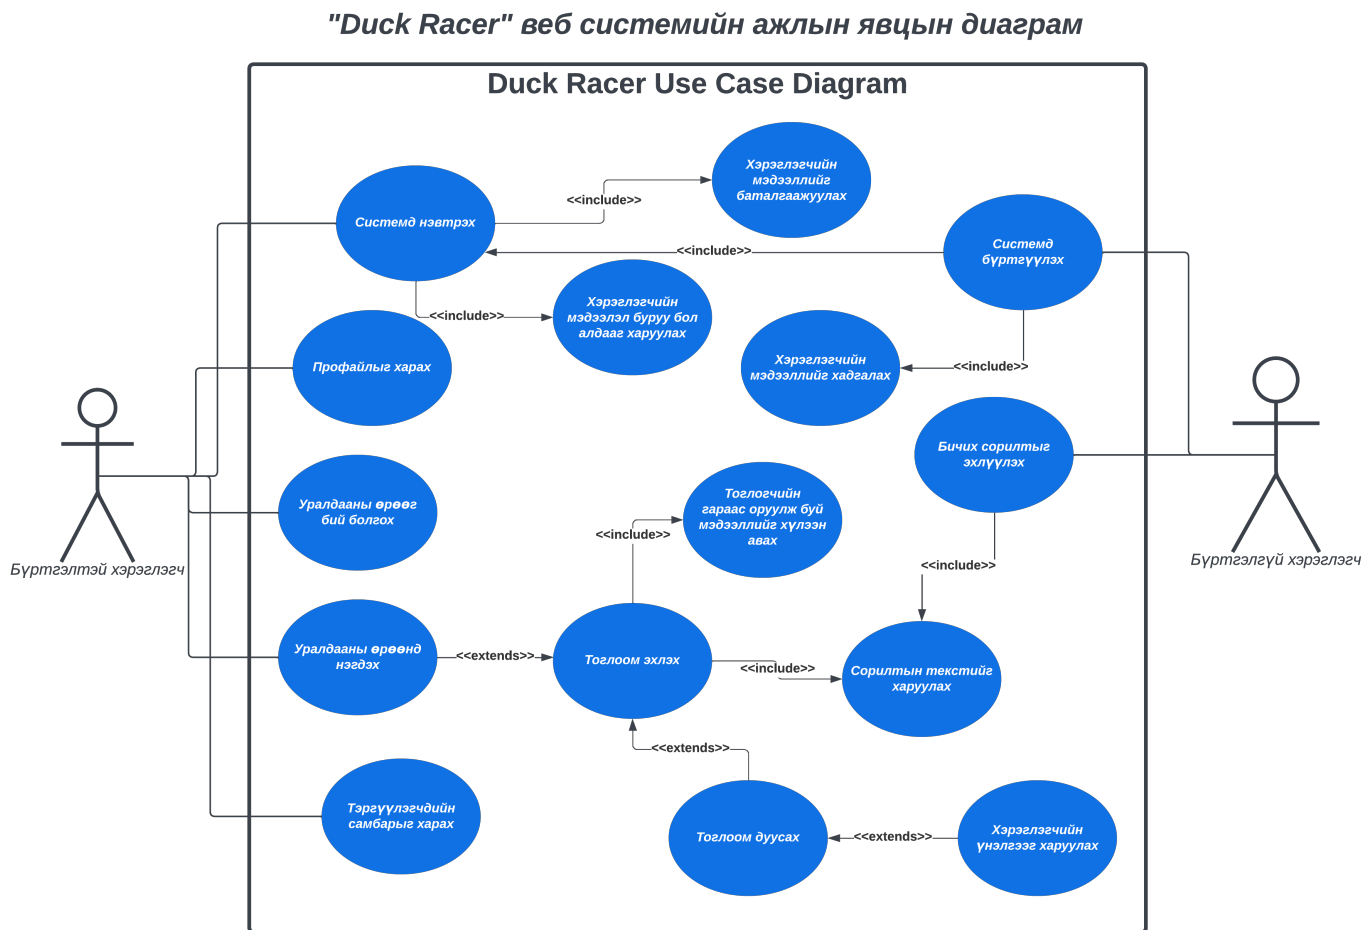 "Duck Racer" веб системийн ажлын явцын диаграм
Duck Racer Use Case Diagram
Хэрэглэгчийн
мэдээллийг
баталгаажуулах
<<include>>
Системд нэвтрэх
Системд
бүртгүүлэх
<<include>>
Хэрэглэгчийн
мэдээлэл буруу бол
алдааг харуулах
<<include>>
Профайлыг харах
Хэрэглэгчийн
мэдээллийг хадгалах
<<include>>
Бичих сорилтыг
эхлүүлэх
Уралдааны өрөөг
бий болгох
Тоглогчийн
гараас оруулж буй
мэдээллийг хүлээн
авах
<<include>>
Бүртгэлтэй хэрэглэгч
Бүртгэлгүй хэрэглэгч
<<include>>
Уралдааны өрөөнд
нэгдэх
<<extends>>
Тоглоом эхлэх
<<include>>
Сорилтын текстийг
харуулах
<<extends>>
Тэргүүлэгчдийн
самбарыг харах
Тоглоом дуусах
<<extends>>
Хэрэглэгчийн
үнэлгээг харуулах